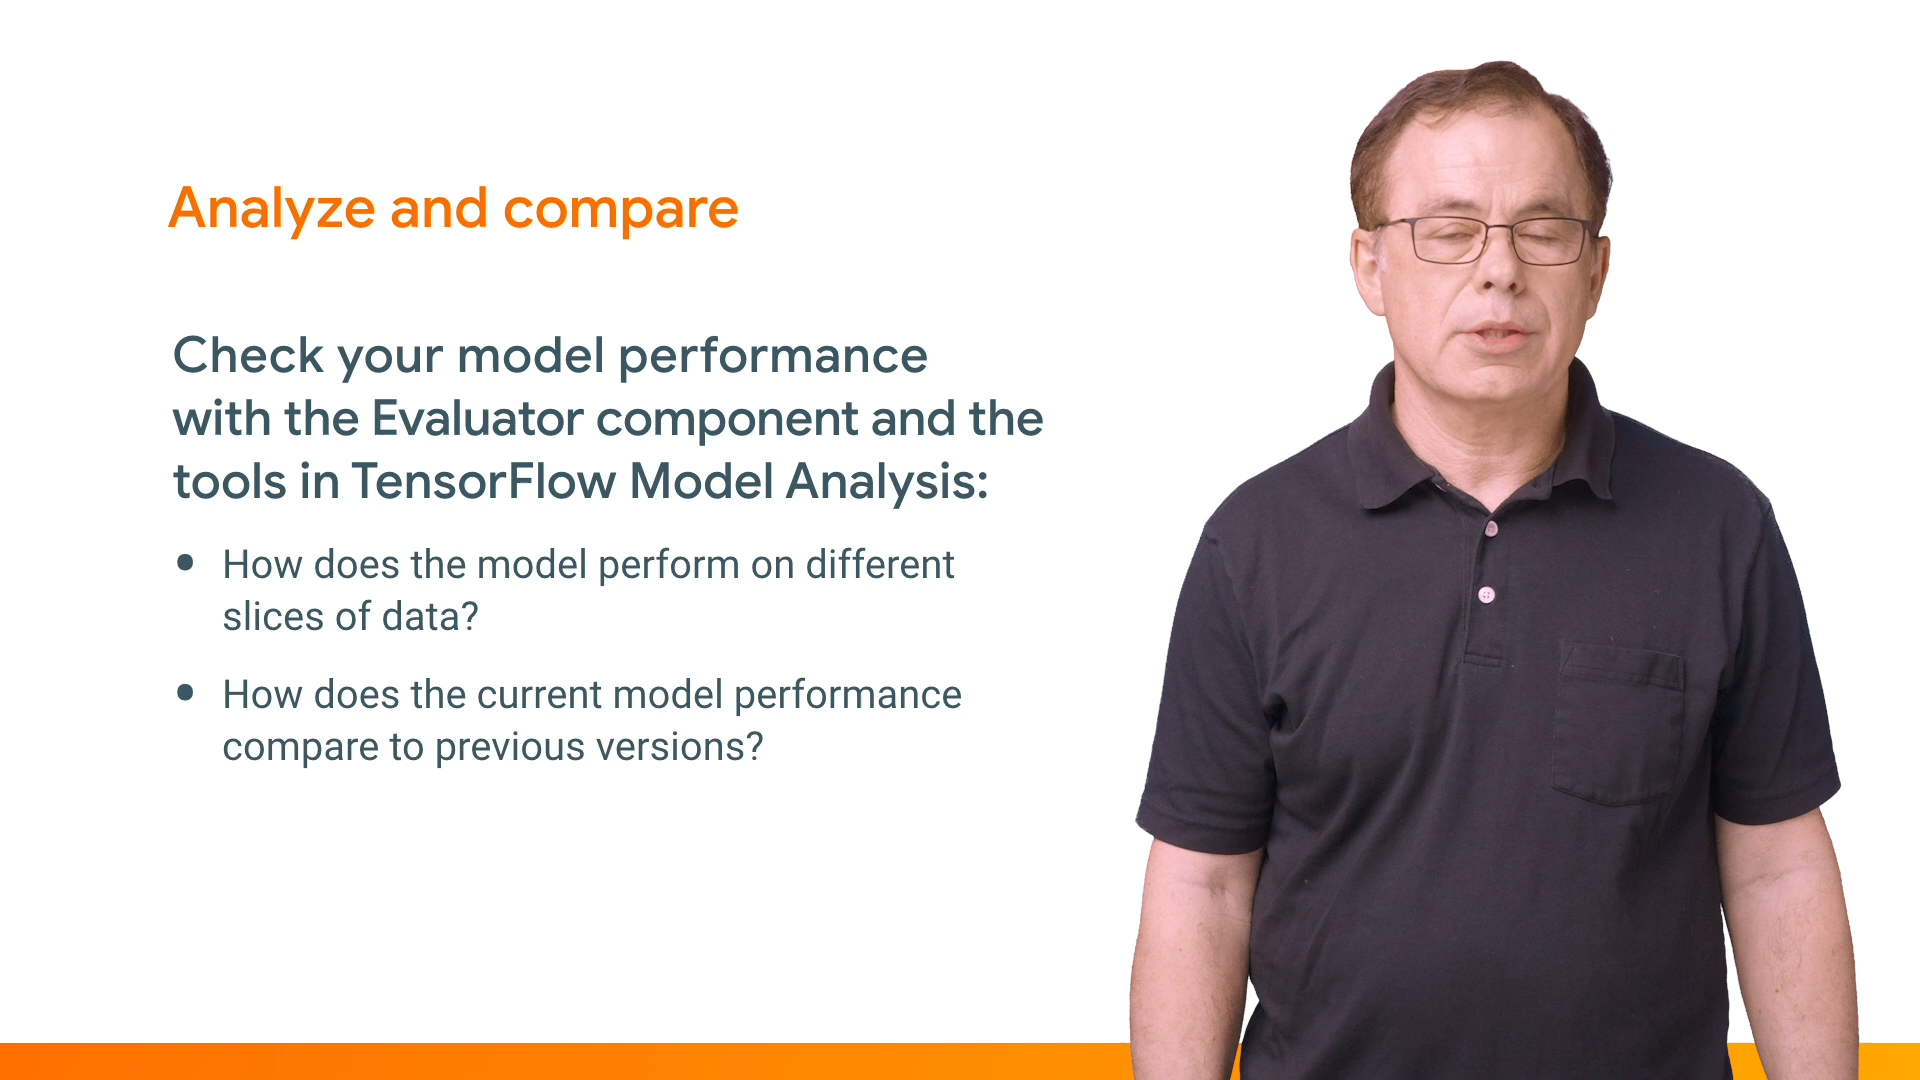 Analyze and compare
Check your model performance
with the Evaluator component and the
tools in TensorFlow Model Analysis:
• How does the model perform on different
slices of data?
• How does the current model performance
compare to previous versions?